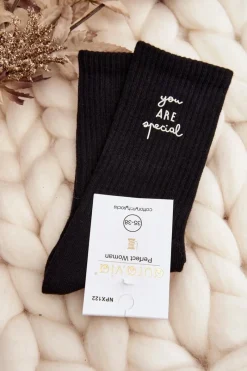 you
ARE
special
35-38
Perfect Woman
NPX122